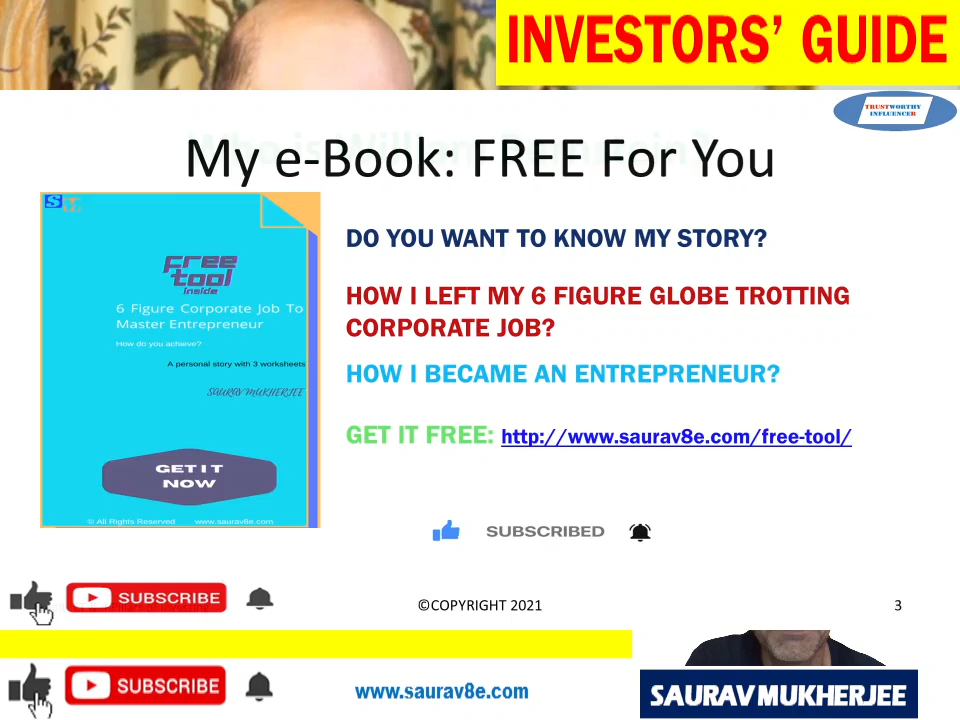 INVESTORS' GUIDE
TRUSTWORTHY
INFLUENCER
My e-Book: FREE For You
free
tool
inside
6 Figure Corporate Job To
Master Entrepreneur
How do you achieve?
A personal story with 3 worksheets
SAURAV MUKHERJEE
GET IT
NOW
© All Rights Reserved www.saurav8e.com
DO YOU WANT TO KNOW MY STORY?
HOW I LEFT MY 6 FIGURE GLOBE TROTTING
CORPORATE JOB?
HOW I BECAME AN ENTREPRENEUR?
GET IT FREE: http://www.saurav8e.com/free-tool/
SUBSCRIBED
SUBSCRIBE
©COPYRIGHT 2021
3
SUBSCRIBE
www.saurav8e.com
SAURAV MUKHERJEE